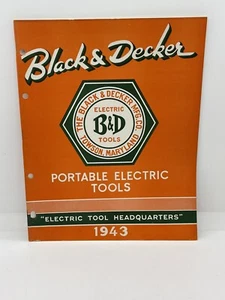 Black & Decker
THE BLACK & DECKER MFG. CO.
ELECTRIC
B&D
TOOLS
TOWSON, MARYLAND
PORTABLE ELECTRIC
TOOLS
"ELECTRIC TOOL HEADQUARTERS"
1943